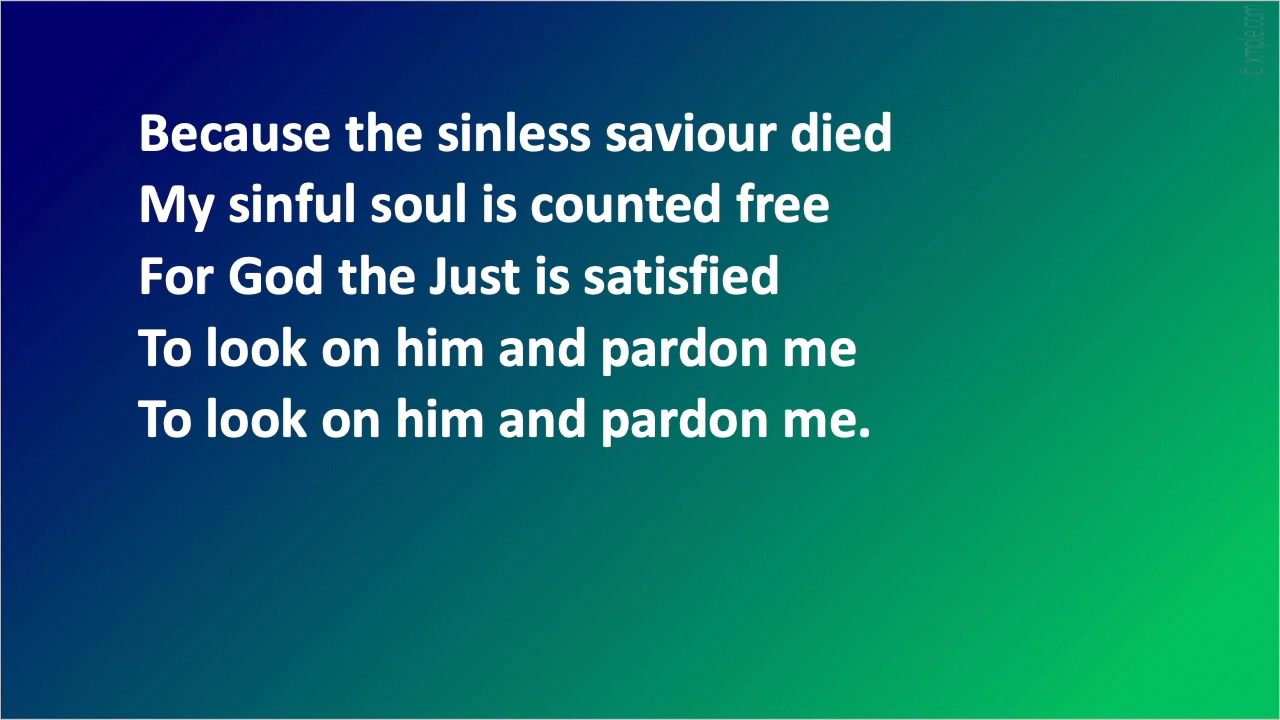 Because the sinless saviour died
My sinful soul is counted free
For God the Just is satisfied
To look on him and pardon me
To look on him and pardon me.